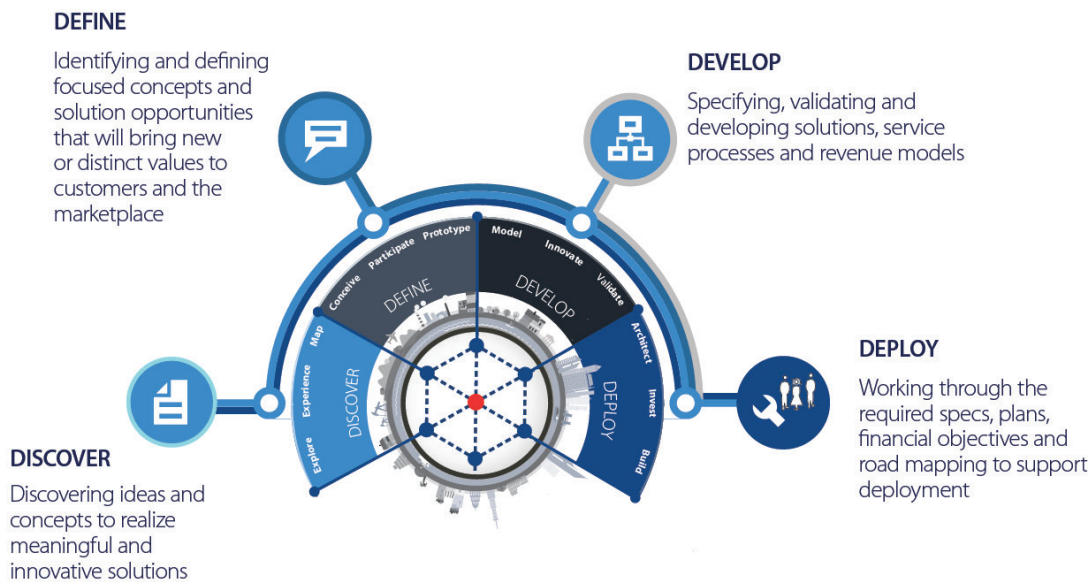 DEFINE
Identifying and defining
focused concepts and
solution opportunities
that will bring new
or distinct values to
customers and the
marketplace
DEVELOP
Specifying, validating and
developing solutions, service
processes and revenue models
Explore
Experience
Map
DISCOVER
Conceive
Participate
Prototype
DEFINE
Model
Innovate
Validate
DEVELOP
Architect
Invest
Build
DEPLOY
DEPLOY
Working through the
required specs, plans,
financial objectives and
road mapping to support
deployment
DISCOVER
Discovering ideas and
concepts to realize
meaningful and
innovative solutions